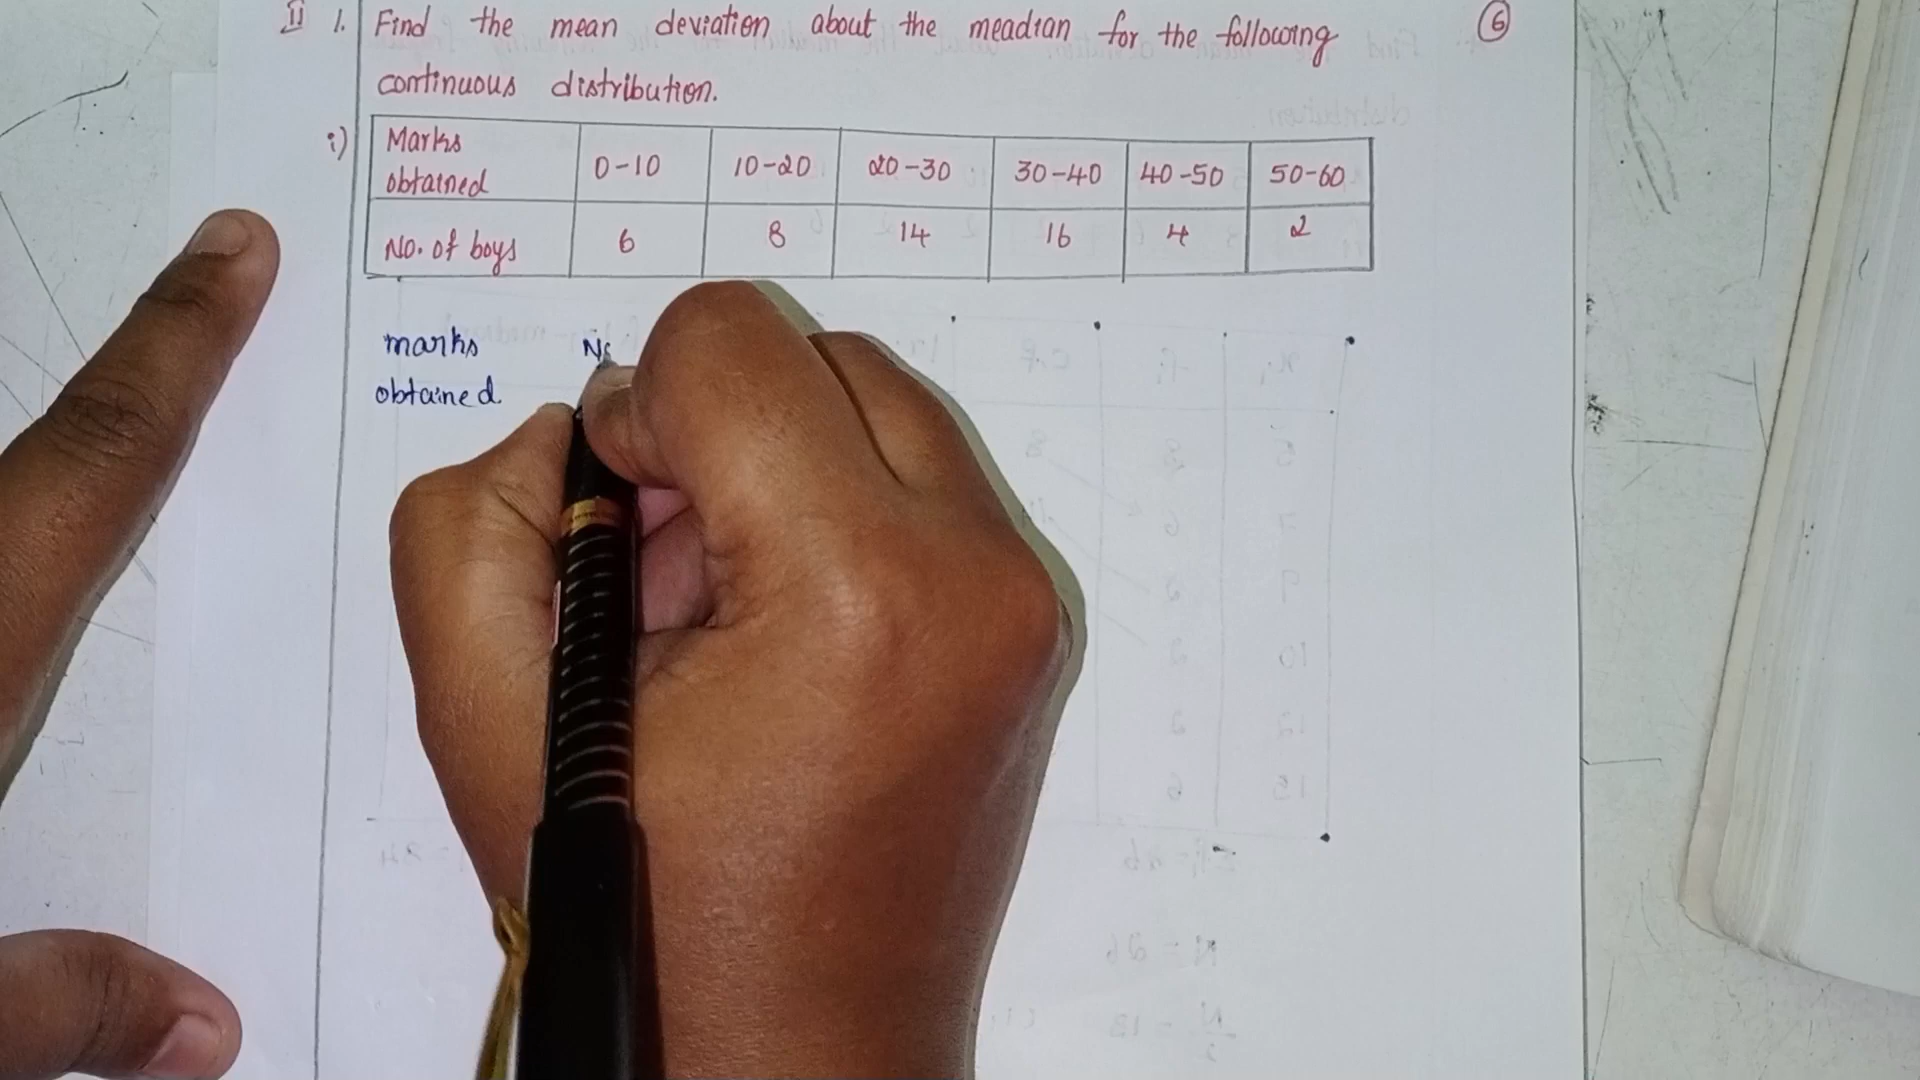 II 1. Find the mean deviation about the meadian for the following
6
continuous distribution.
i) Marks obtained 0-10 10-20 20-30 30-40 40-50 50-60
No. of boys 6 8 14 16 4 2
marks No
obtained